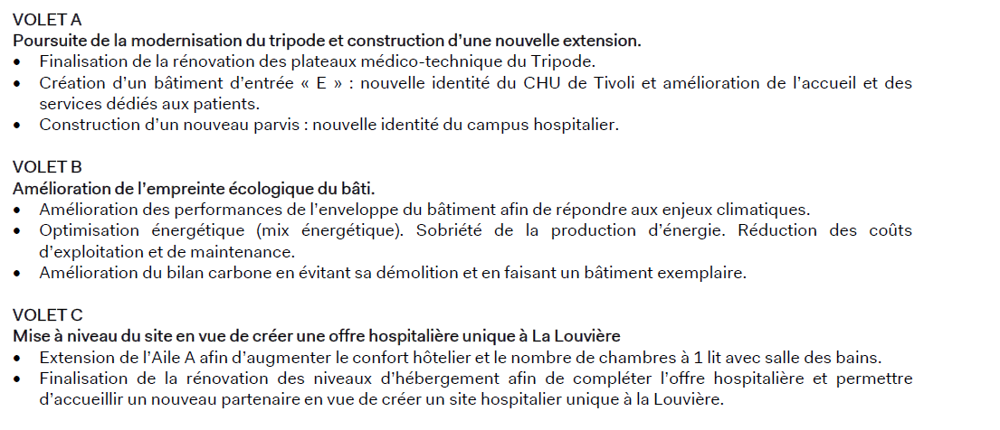 VOLET A
Poursuite de la modernisation du tripode et construction d’une nouvelle extension.
• Finalisation de la rénovation des plateaux médico-technique du Tripode.
• Création d’un bâtiment d’entrée « E » : nouvelle identité du CHU de Tivoli et amélioration de l’accueil et des
services dédiés aux patients.
• Construction d’un nouveau parvis : nouvelle identité du campus hospitalier.
VOLET B
Amélioration de l’empreinte écologique du bâti.
• Amélioration des performances de l’enveloppe du bâtiment afin de répondre aux enjeux climatiques.
• Optimisation énergétique (mix énergétique). Sobriété de la production d’énergie. Réduction des coûts
d’exploitation et de maintenance.
• Amélioration du bilan carbone en évitant sa démolition et en faisant un bâtiment exemplaire.
VOLET C
Mise à niveau du site en vue de créer une offre hospitalière unique à La Louvière
• Extension de l’Aile A afin d’augmenter le confort hôtelier et le nombre de chambres à 1 lit avec salle des bains.
• Finalisation de la rénovation des niveaux d’hébergement afin de compléter l’offre hospitalière et permettre
d’accueillir un nouveau partenaire en vue de créer un site hospitalier unique à la Louvière.